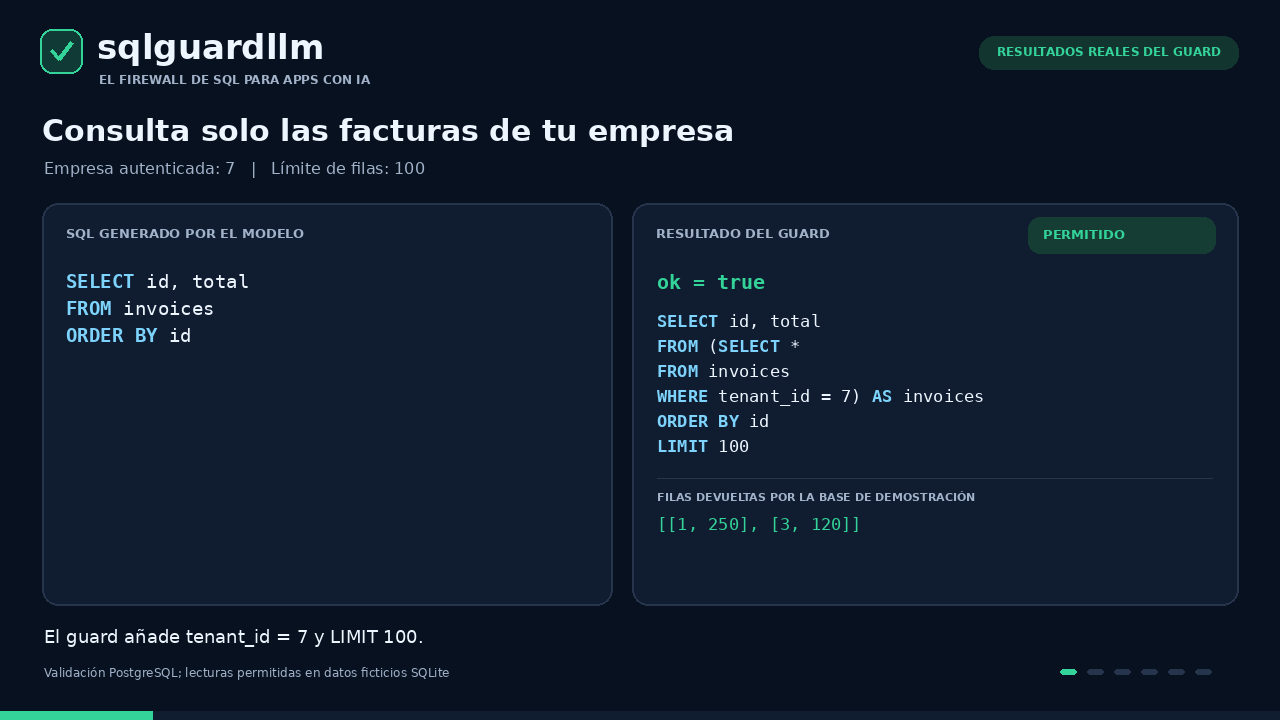 sqlguardllm
EL FIREWALL DE SQL PARA APPS CON IA
RESULTADOS REALES DEL GUARD
Consulta solo las facturas de tu empresa
Empresa autenticada: 7 | Límite de filas: 100
SQL GENERADO POR EL MODELO
SELECT id, total
FROM invoices
ORDER BY id
RESULTADO DEL GUARD
PERMITIDO
ok = true
SELECT id, total
FROM (SELECT *
FROM invoices
WHERE tenant_id = 7) AS invoices
ORDER BY id
LIMIT 100
FILAS DEVUELTAS POR LA BASE DE DEMOSTRACIÓN
[[1, 250], [3, 120]]
El guard añade tenant_id = 7 y LIMIT 100.
Validación PostgreSQL; lecturas permitidas en datos ficticios SQLite